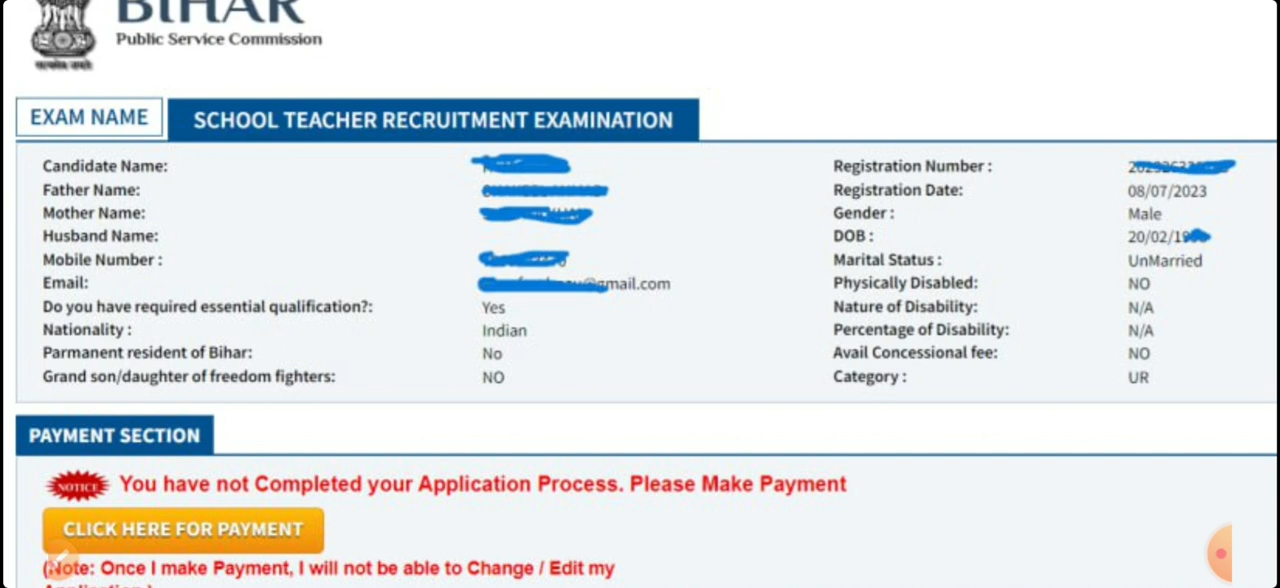 BIHAR
Public Service Commission
EXAM NAME
SCHOOL TEACHER RECRUITMENT EXAMINATION
Candidate Name:
Registration Number :
Father Name:
Registration Date: 08/07/2023
Mother Name:
Gender : Male
Husband Name:
DOB : 20/02/19
Mobile Number :
Marital Status : UnMarried
Email: @gmail.com
Physically Disabled: NO
Do you have required essential qualification?: Yes
Nature of Disability: N/A
Nationality : Indian
Percentage of Disability: N/A
Parmanent resident of Bihar: No
Avail Concessional fee: NO
Grand son/daughter of freedom fighters: NO
Category : UR
PAYMENT SECTION
NOTICE You have not Completed your Application Process. Please Make Payment
CLICK HERE FOR PAYMENT
(Note: Once I make Payment, I will not be able to Change / Edit my
Application.)